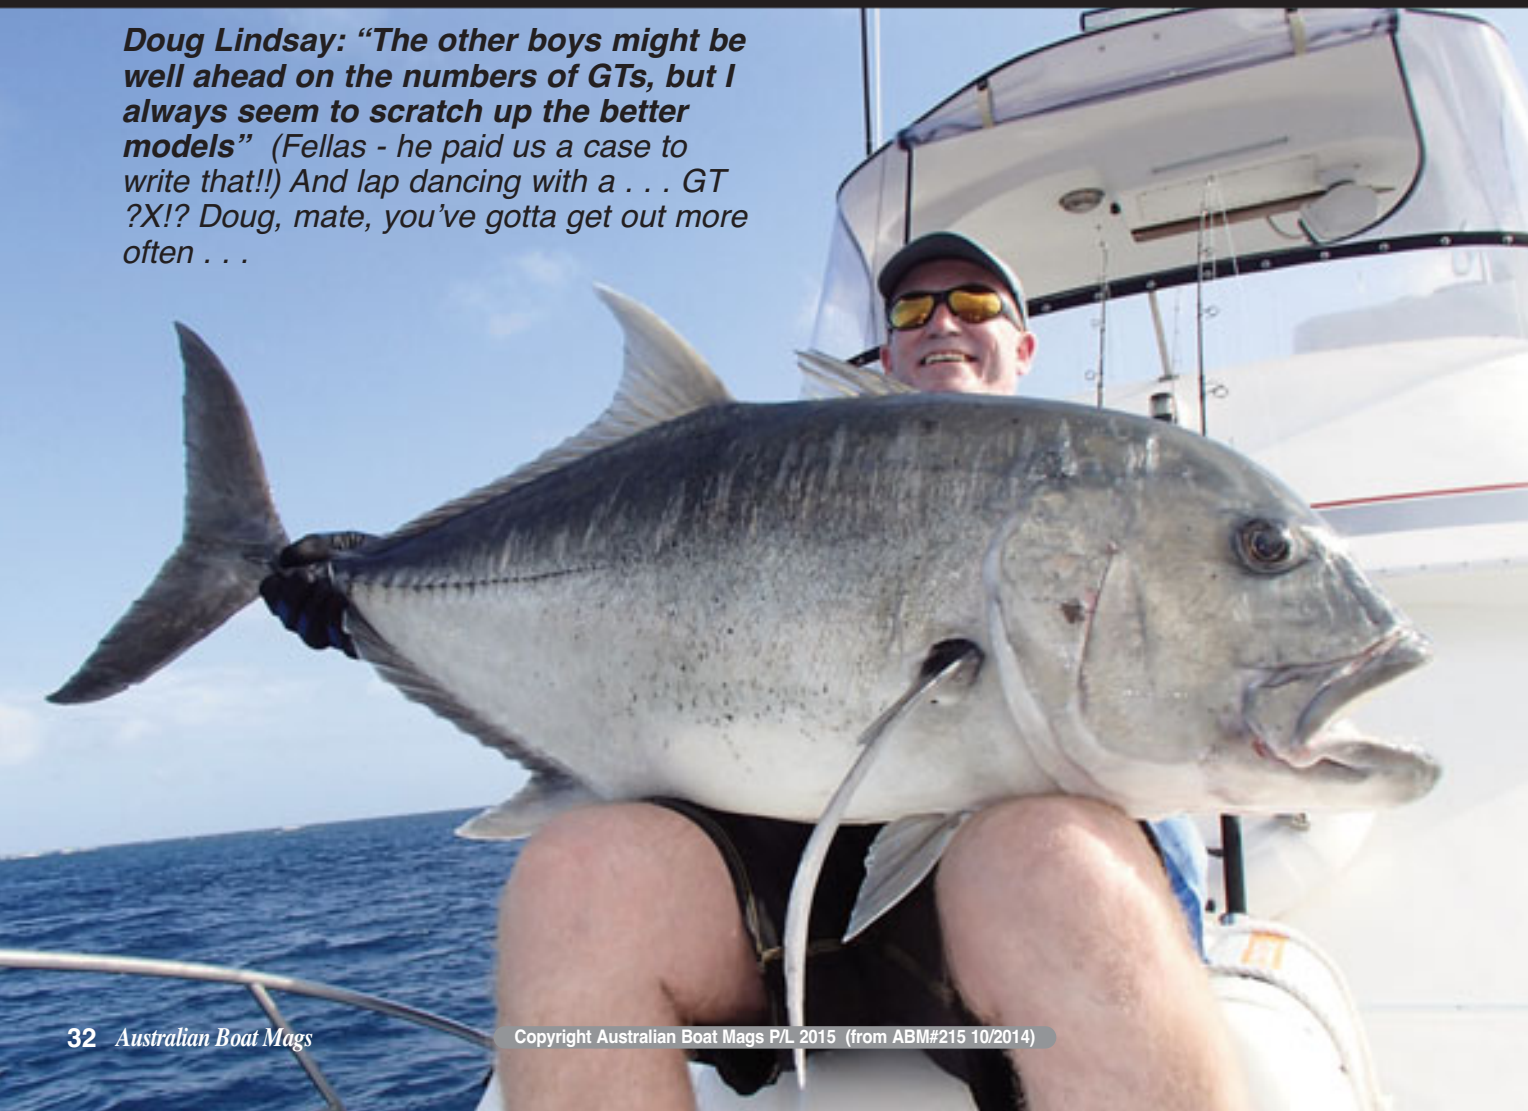 Doug Lindsay: “The other boys might be
well ahead on the numbers of GTs, but I
always seem to scratch up the better
models” (Fellas - he paid us a case to
write that!!) And lap dancing with a . . . GT
?X!? Doug, mate, you’ve gotta get out more
often . . .
32 Australian Boat Mags
Copyright Australian Boat Mags P/L 2015 (from ABM#215 10/2014)